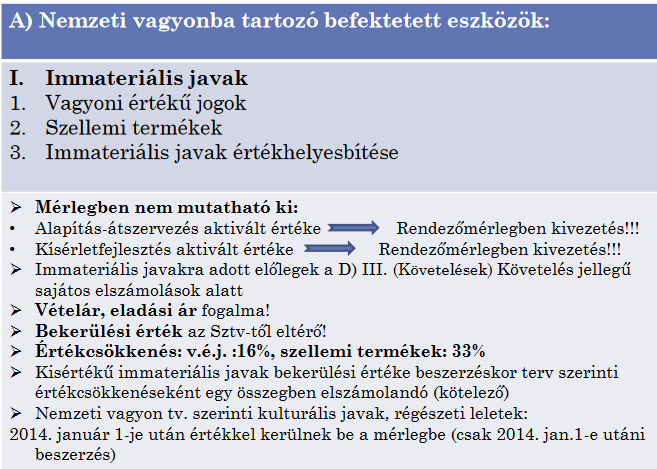 A) Nemzeti vagyonba tartozó befektetett eszközök:
I. Immateriális javak
1. Vagyoni értékű jogok
2. Szellemi termékek
3. Immateriális javak értékhelyesbítése
➢ Mérlegben nem mutatható ki:
• Alapítás-átszervezés aktivált értéke Rendezőmérlegben kivezetés!!!
• Kísérletfejlesztés aktivált értéke Rendezőmérlegben kivezetés!!!
➢ Immateriális javakra adott előlegek a D) III. (Követelések) Követelés jellegű
sajátos elszámolások alatt
➢ Vételár, eladási ár fogalma!
➢ Bekerülési érték az Sztv-től eltérő!
➢ Értékcsökkenés: v.é.j. :16%, szellemi termékek: 33%
➢ Kisértékű immateriális javak bekerülési értéke beszerzéskor terv szerinti
értékcsökkenéseként egy összegben elszámolandó (kötelező)
➢ Nemzeti vagyon tv. szerinti kulturális javak, régészeti leletek:
2014. január 1-je után értékkel kerülnek be a mérlegbe (csak 2014. jan.1-e utáni
beszerzés)